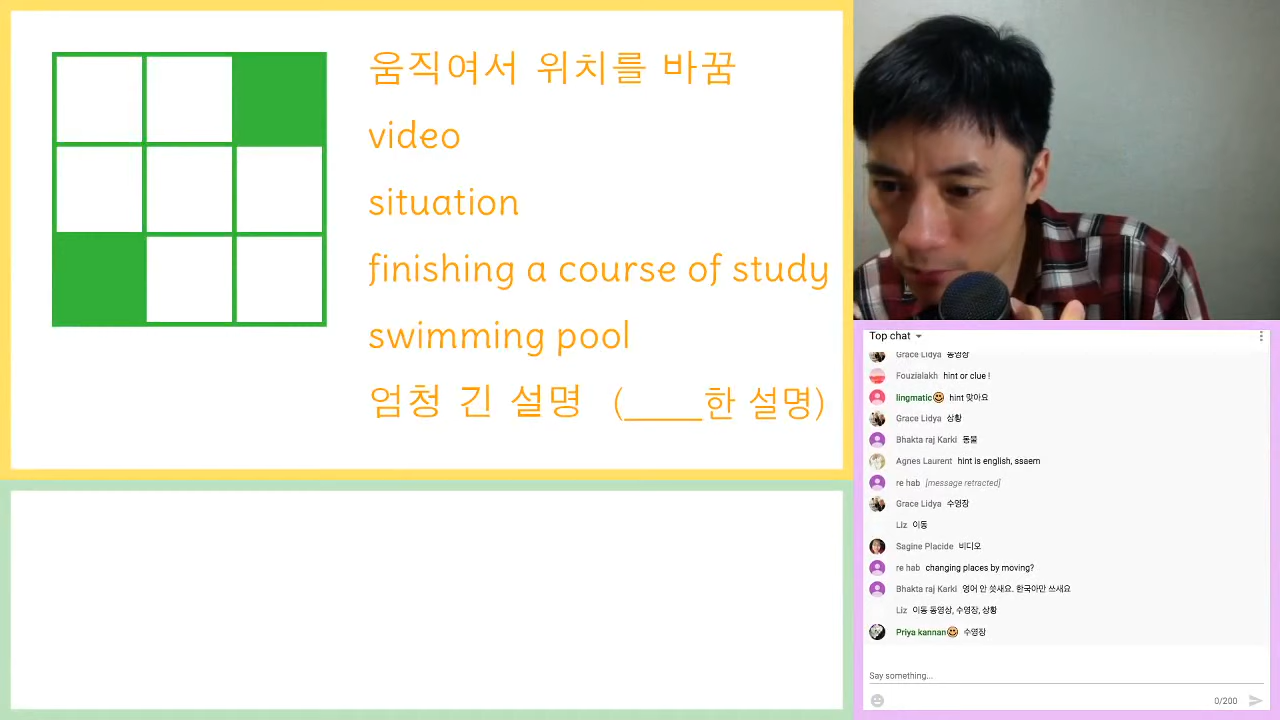 움직여서 위치를 바꿈
video
situation
finishing a course of study
swimming pool
엄청 긴 설명 (____한 설명)
Top chat
Grace Lidya 동영장
Fouzialakh hint or clue !
lingmatic hint 맞아요
Grace Lidya 상황
Bhakta raj Karki 동물
Agnes Laurent hint is english, ssaem
re hab [message retracted]
Grace Lidya 수영장
Liz 이동
Sagine Placide 비디오
re hab changing places by moving?
Bhakta raj Karki 영어 안 씃새요. 한국아만 쓰새요
Liz 이동 동영상, 수영장, 상황
Priya kannan 수영장
Say something...
0/200